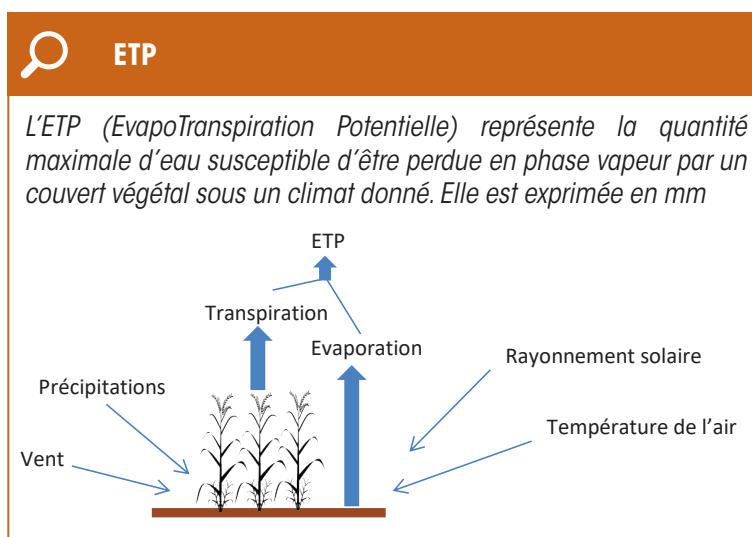 ETP
L'ETP (EvapoTranspiration Potentielle) représente la quantité
maximale d'eau susceptible d'être perdue en phase vapeur par un
couvert végétal sous un climat donné. Elle est exprimée en mm
ETP
Transpiration
Evaporation
Rayonnement solaire
Précipitations
Température de l'air
Vent